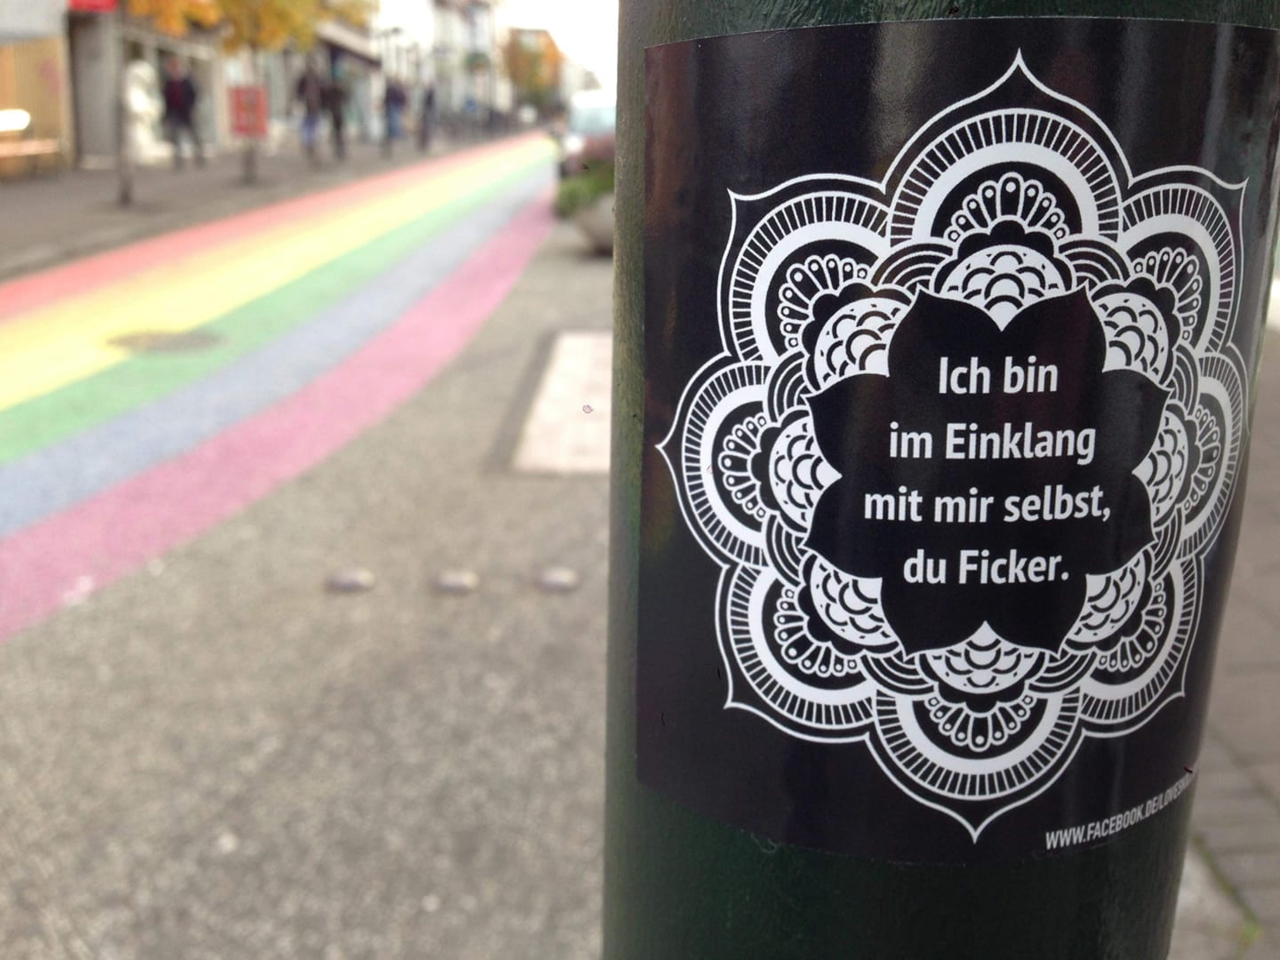 Ich bin
im Einklang
mit mir selbst,
du Ficker.